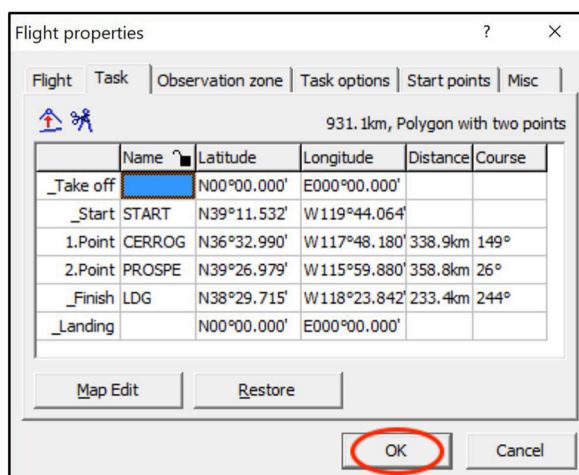 Flight properties ? ×
Flight Task Observation zone Task options Start points Misc
931.1km, Polygon with two points
Name Latitude Longitude Distance Course
_Take off N00°00.000' E000°00.000'
_Start START N39°11.532' W119°44.064'
1.Point CERROG N36°32.990' W117°48.180' 338.9km 149°
2.Point PROSPE N39°26.979' W115°59.880' 358.8km 26°
_Finish LDG N38°29.715' W118°23.842' 233.4km 244°
_Landing N00°00.000' E000°00.000'
Map Edit Restore
OK Cancel